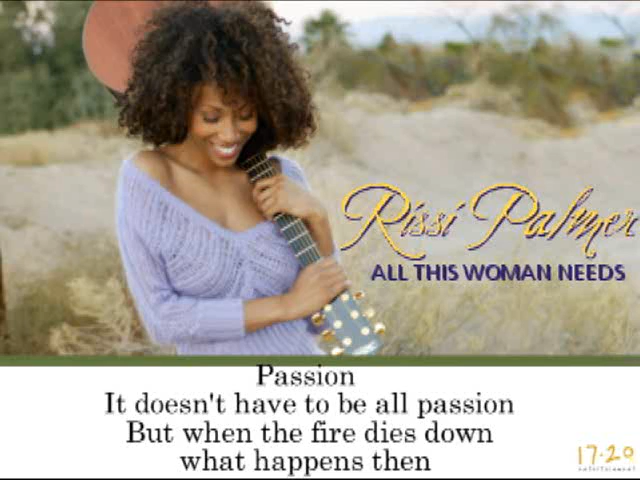 Rissi Palmer
ALL THIS WOMAN NEEDS
Passion
It doesn't have to be all passion
But when the fire dies down
what happens then
17·20
entertainment